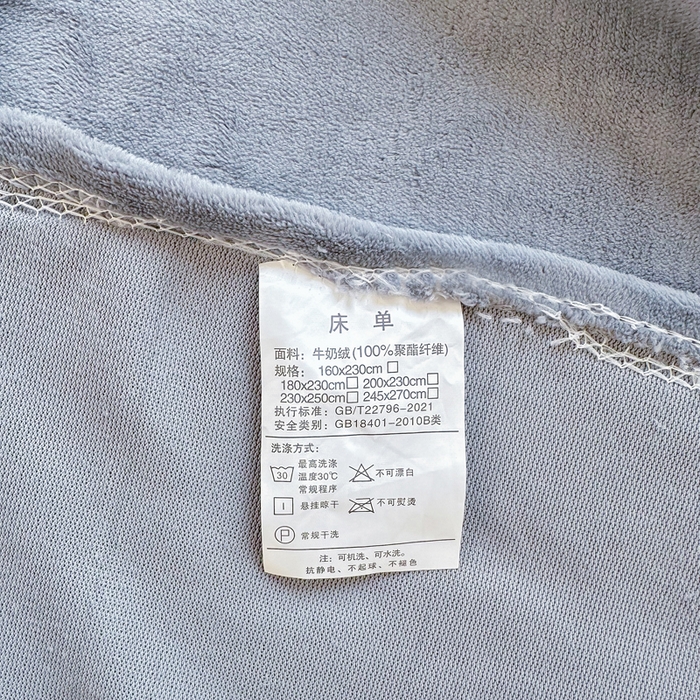 床 单
面料：牛奶绒(100%聚酯纤维)
规格： 160x230cm □
180x230cm□ 200x230cm□
230x250cm□ 245x270cm□
执行标准：GB/T22796-2021
安全类别：GB18401-2010B类
洗涤方式：
30 最高洗涤
温度30℃
常规程序
不可漂白
悬挂晾干
不可熨烫
P 常规干洗
注：可机洗、可水洗。
抗静电、不起球、不褪色